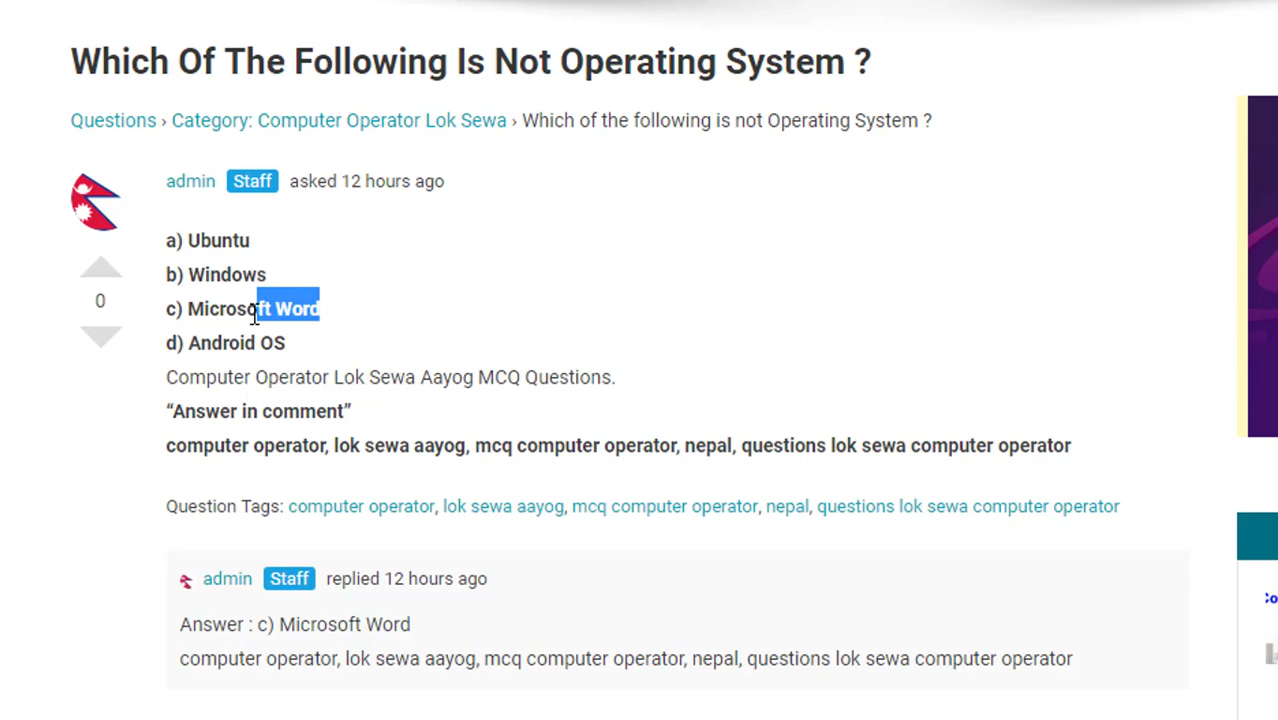 Which Of The Following Is Not Operating System ?
Questions › Category: Computer Operator Lok Sewa › Which of the following is not Operating System ?
admin Staff asked 12 hours ago
a) Ubuntu
b) Windows
0
c) Microsoft Word
d) Android OS
Computer Operator Lok Sewa Aayog MCQ Questions.
“Answer in comment”
computer operator, lok sewa aayog, mcq computer operator, nepal, questions lok sewa computer operator
Question Tags: computer operator, lok sewa aayog, mcq computer operator, nepal, questions lok sewa computer operator
admin Staff replied 12 hours ago
Answer : c) Microsoft Word
computer operator, lok sewa aayog, mcq computer operator, nepal, questions lok sewa computer operator